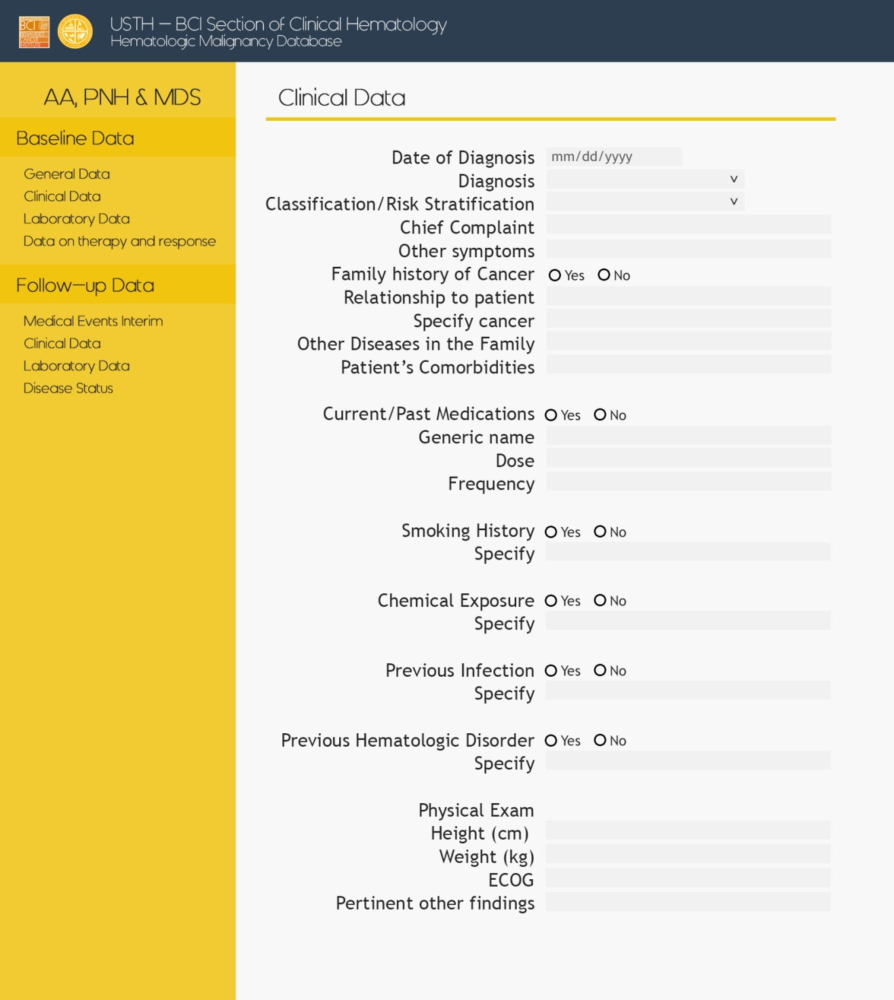 BCI
BENAVIDES
CANCER
INSTITUTE
USTH – BCI Section of Clinical Hematology
Hematologic Malignancy Database
AA, PNH & MDS
Baseline Data
General Data
Clinical Data
Laboratory Data
Data on therapy and response
Follow–up Data
Medical Events Interim
Clinical Data
Laboratory Data
Disease Status
Clinical Data
Date of Diagnosis mm/dd/yyyy
Diagnosis
Classification/Risk Stratification
Chief Complaint
Other symptoms
Family history of Cancer Yes No
Relationship to patient
Specify cancer
Other Diseases in the Family
Patient’s Comorbidities
Current/Past Medications Yes No
Generic name
Dose
Frequency
Smoking History Yes No
Specify
Chemical Exposure Yes No
Specify
Previous Infection Yes No
Specify
Previous Hematologic Disorder Yes No
Specify
Physical Exam
Height (cm)
Weight (kg)
ECOG
Pertinent other findings